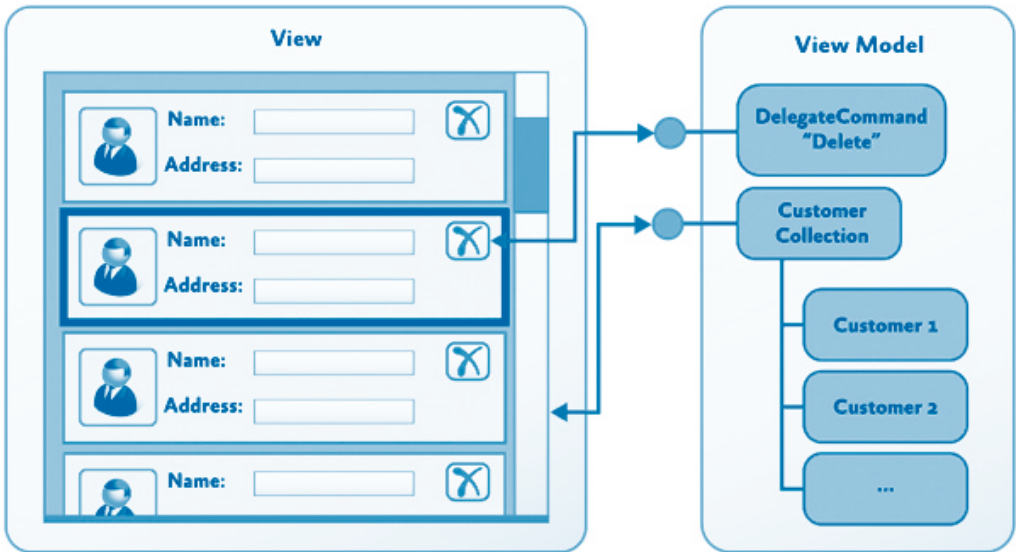 View
Name:
Address:
Name:
Address:
Name:
Address:
Name:
View Model
DelegateCommand
“Delete”
Customer
Collection
Customer 1
Customer 2
...